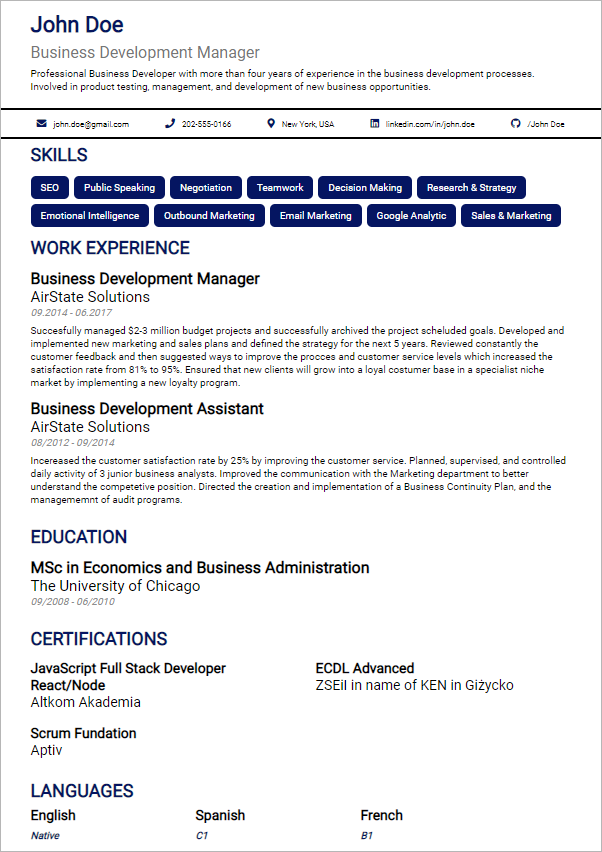 John Doe
Business Development Manager
Professional Business Developer with more than four years of experience in the business development processes.
Involved in product testing, management, and development of new business opportunities.
john.doe@gmail.com 202-555-0166 New York, USA linkedin.com/in/john.doe /John Doe
SKILLS
SEO Public Speaking Negotiation Teamwork Decision Making Research & Strategy
Emotional Intelligence Outbound Marketing Email Marketing Google Analytic Sales & Marketing
WORK EXPERIENCE
Business Development Manager
AirState Solutions
09.2014 - 06.2017
Succesfully managed $2-3 million budget projects and successfully archived the project scheluded goals. Developed and
implemented new marketing and sales plans and defined the strategy for the next 5 years. Reviewed constantly the
customer feedback and then suggested ways to improve the procces and customer service levels which increased the
satisfaction rate from 81% to 95%. Ensured that new clients will grow into a loyal costumer base in a specialist niche
market by implementing a new loyalty program.
Business Development Assistant
AirState Solutions
08/2012 - 09/2014
Incereased the customer satisfaction rate by 25% by improving the customer service. Planned, supervised, and controlled
daily activity of 3 junior business analysts. Improved the communication with the Marketing department to better
understand the competetive position. Directed the creation and implementation of a Business Continuity Plan, and the
managememnt of audit programs.
EDUCATION
MSc in Economics and Business Administration
The University of Chicago
09/2008 - 06/2010
CERTIFICATIONS
JavaScript Full Stack Developer
React/Node
Altkom Akademia
ECDL Advanced
ZSEiI in name of KEN in Giżycko
Scrum Fundation
Aptiv
LANGUAGES
English Spanish French
Native C1 B1